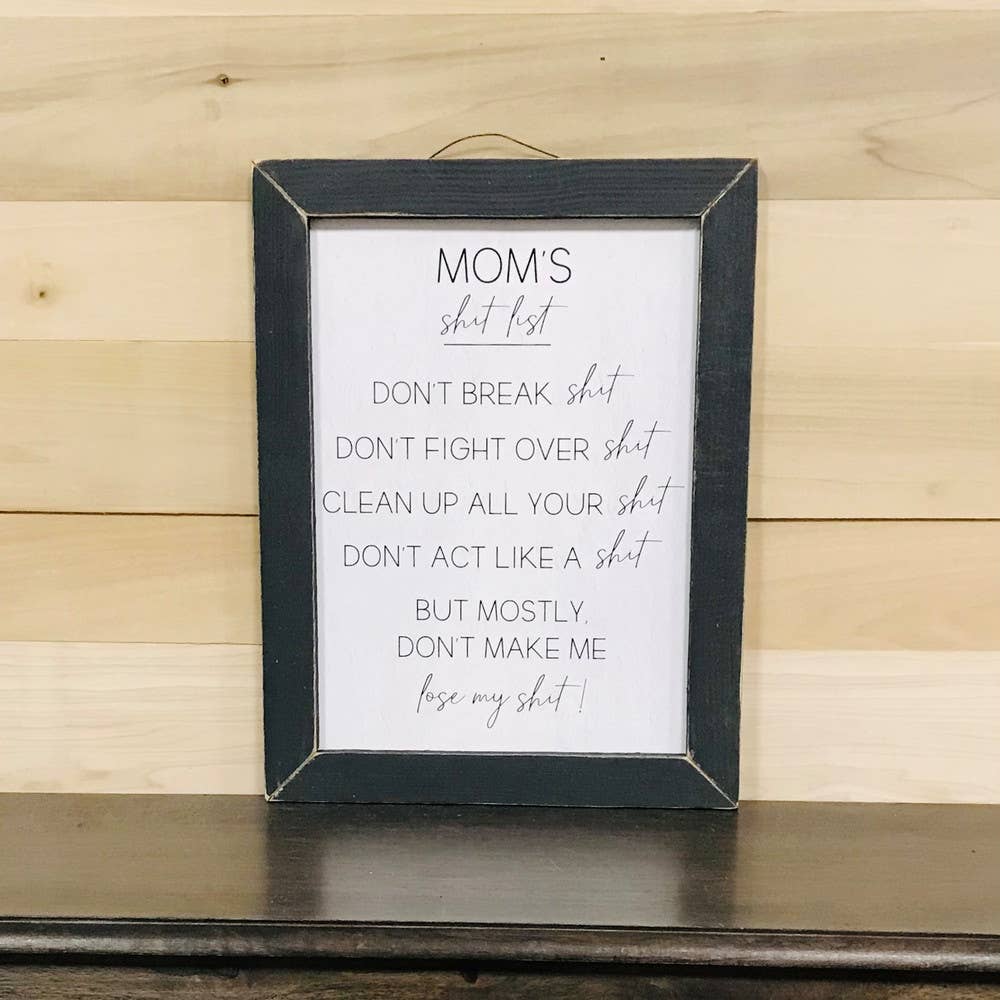 MOM'S
shit list
DON'T BREAK shit
DON'T FIGHT OVER shit
CLEAN UP ALL YOUR shit
DON'T ACT LIKE A shit
BUT MOSTLY,
DON'T MAKE ME
lose my shit!